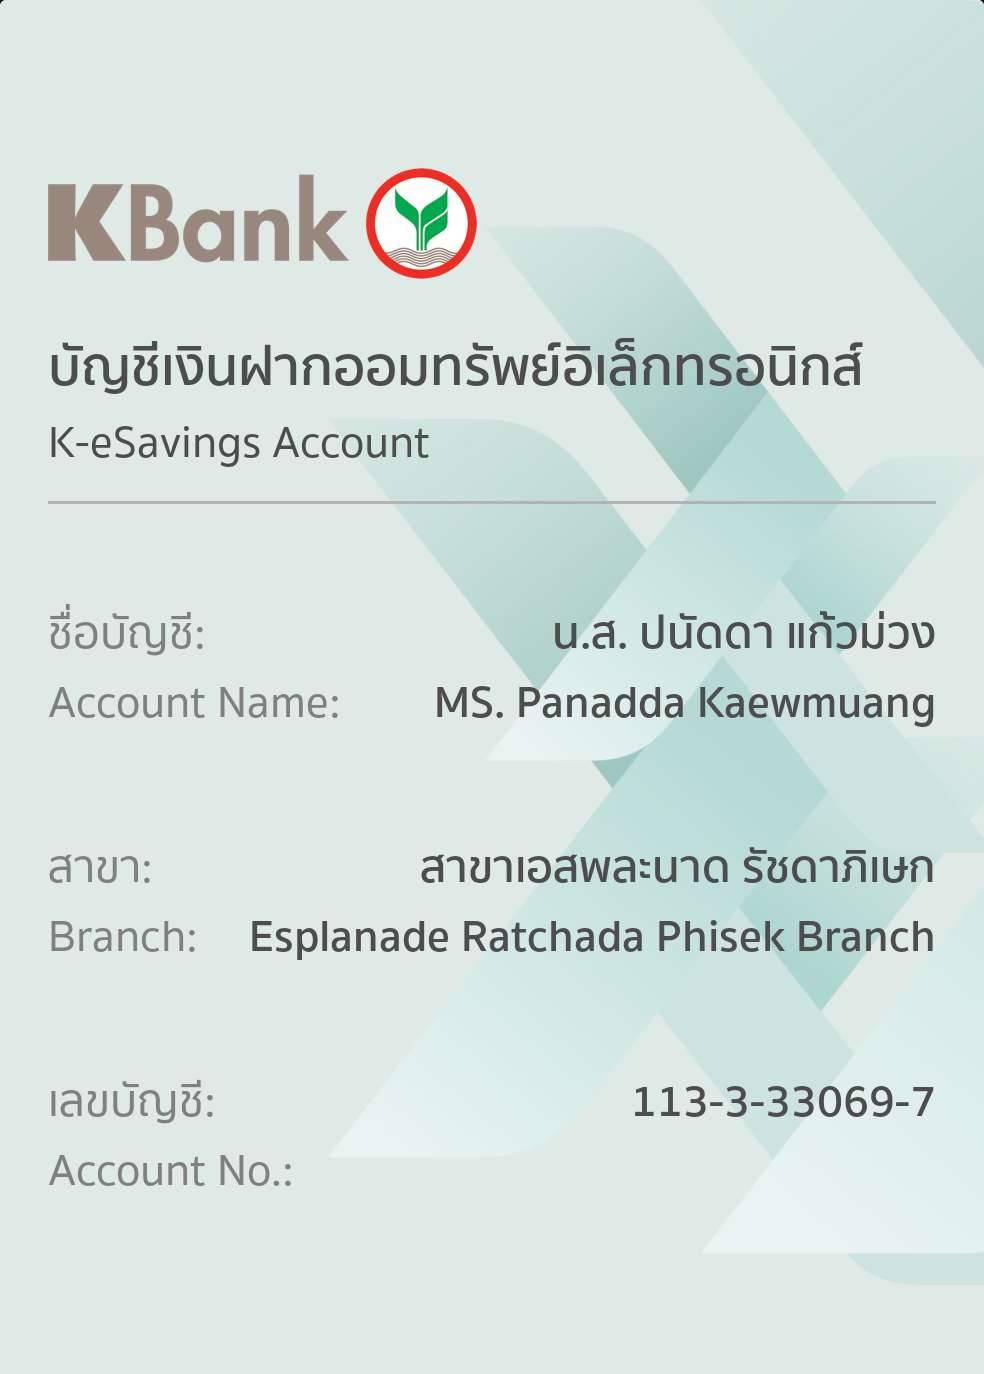 KBank
บัญชีเงินฝากออมทรัพย์อิเล็กทรอนิกส์
K-eSavings Account
ชื่อบัญชี: น.ส. ปนัดดา แก้วม่วง
Account Name: MS. Panadda Kaewmuang
สาขา: สาขาเอสพละนาด รัชดาภิเษก
Branch: Esplanade Ratchada Phisek Branch
เลขบัญชี: 113-3-33069-7
Account No.: